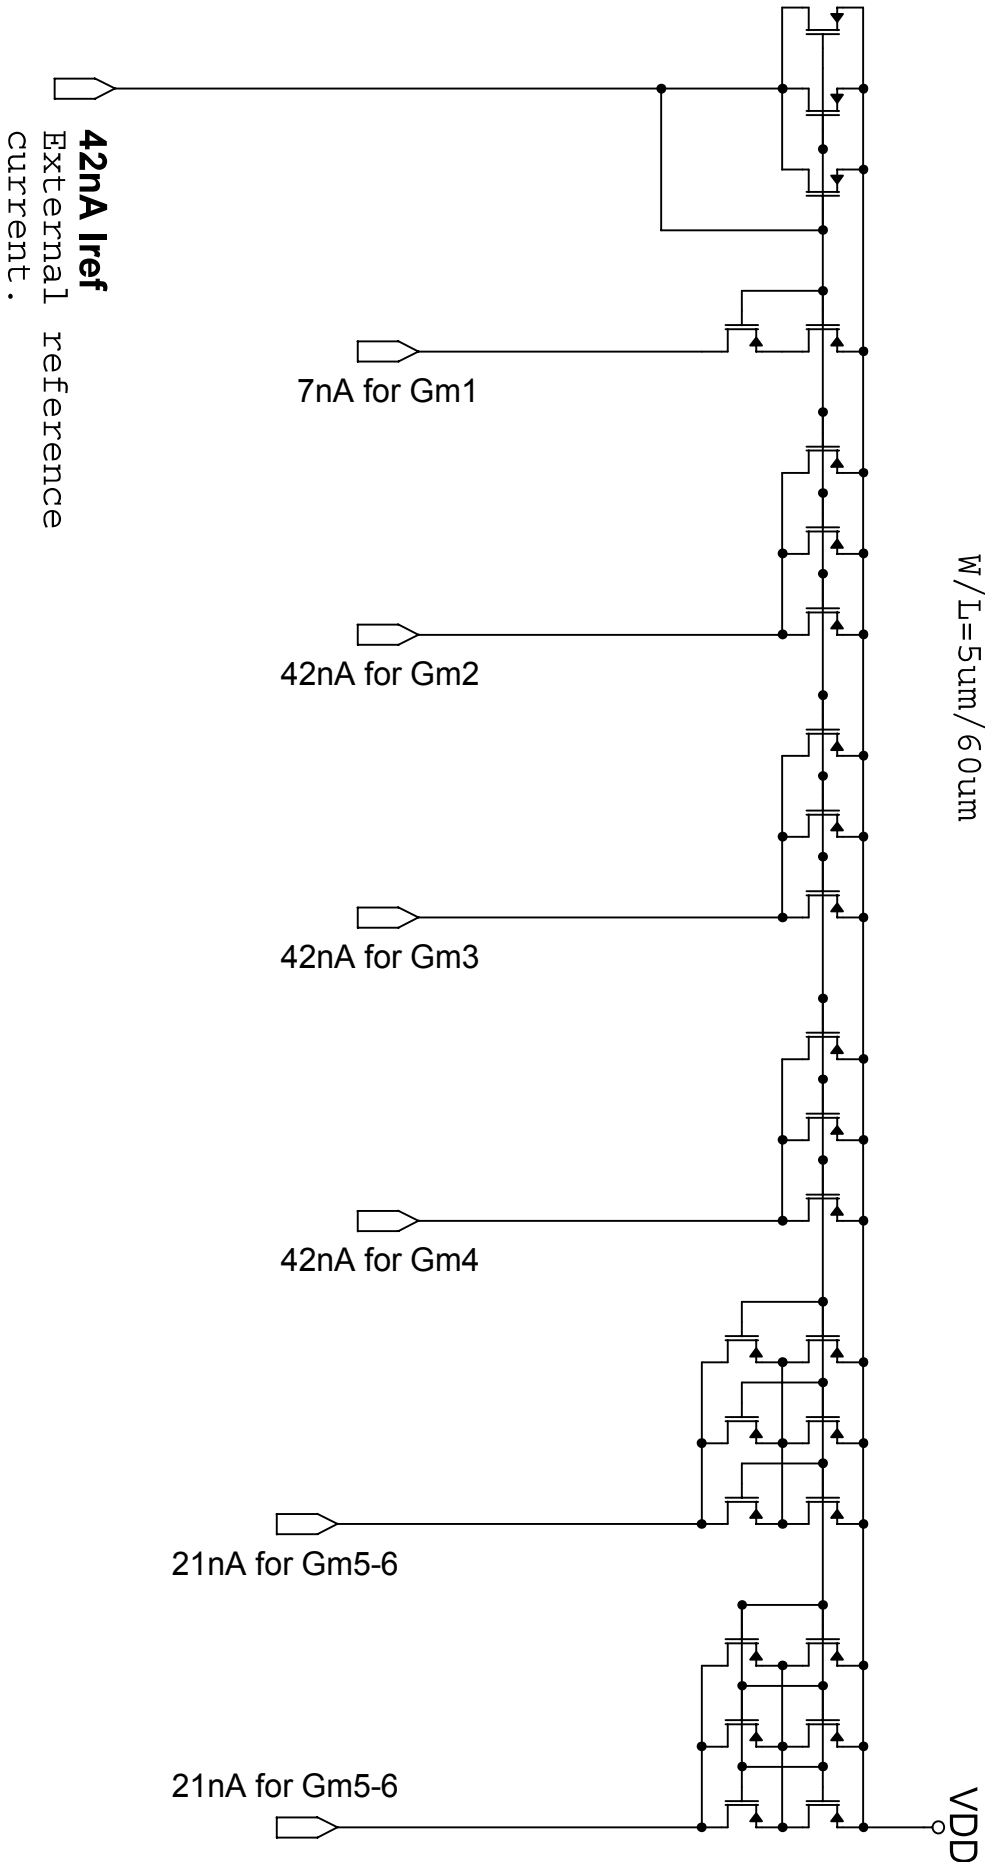 42nA Iref
External reference
current.
7nA for Gm1
42nA for Gm2
W/L=5um/60um
42nA for Gm3
42nA for Gm4
21nA for Gm5-6
21nA for Gm5-6
VDD